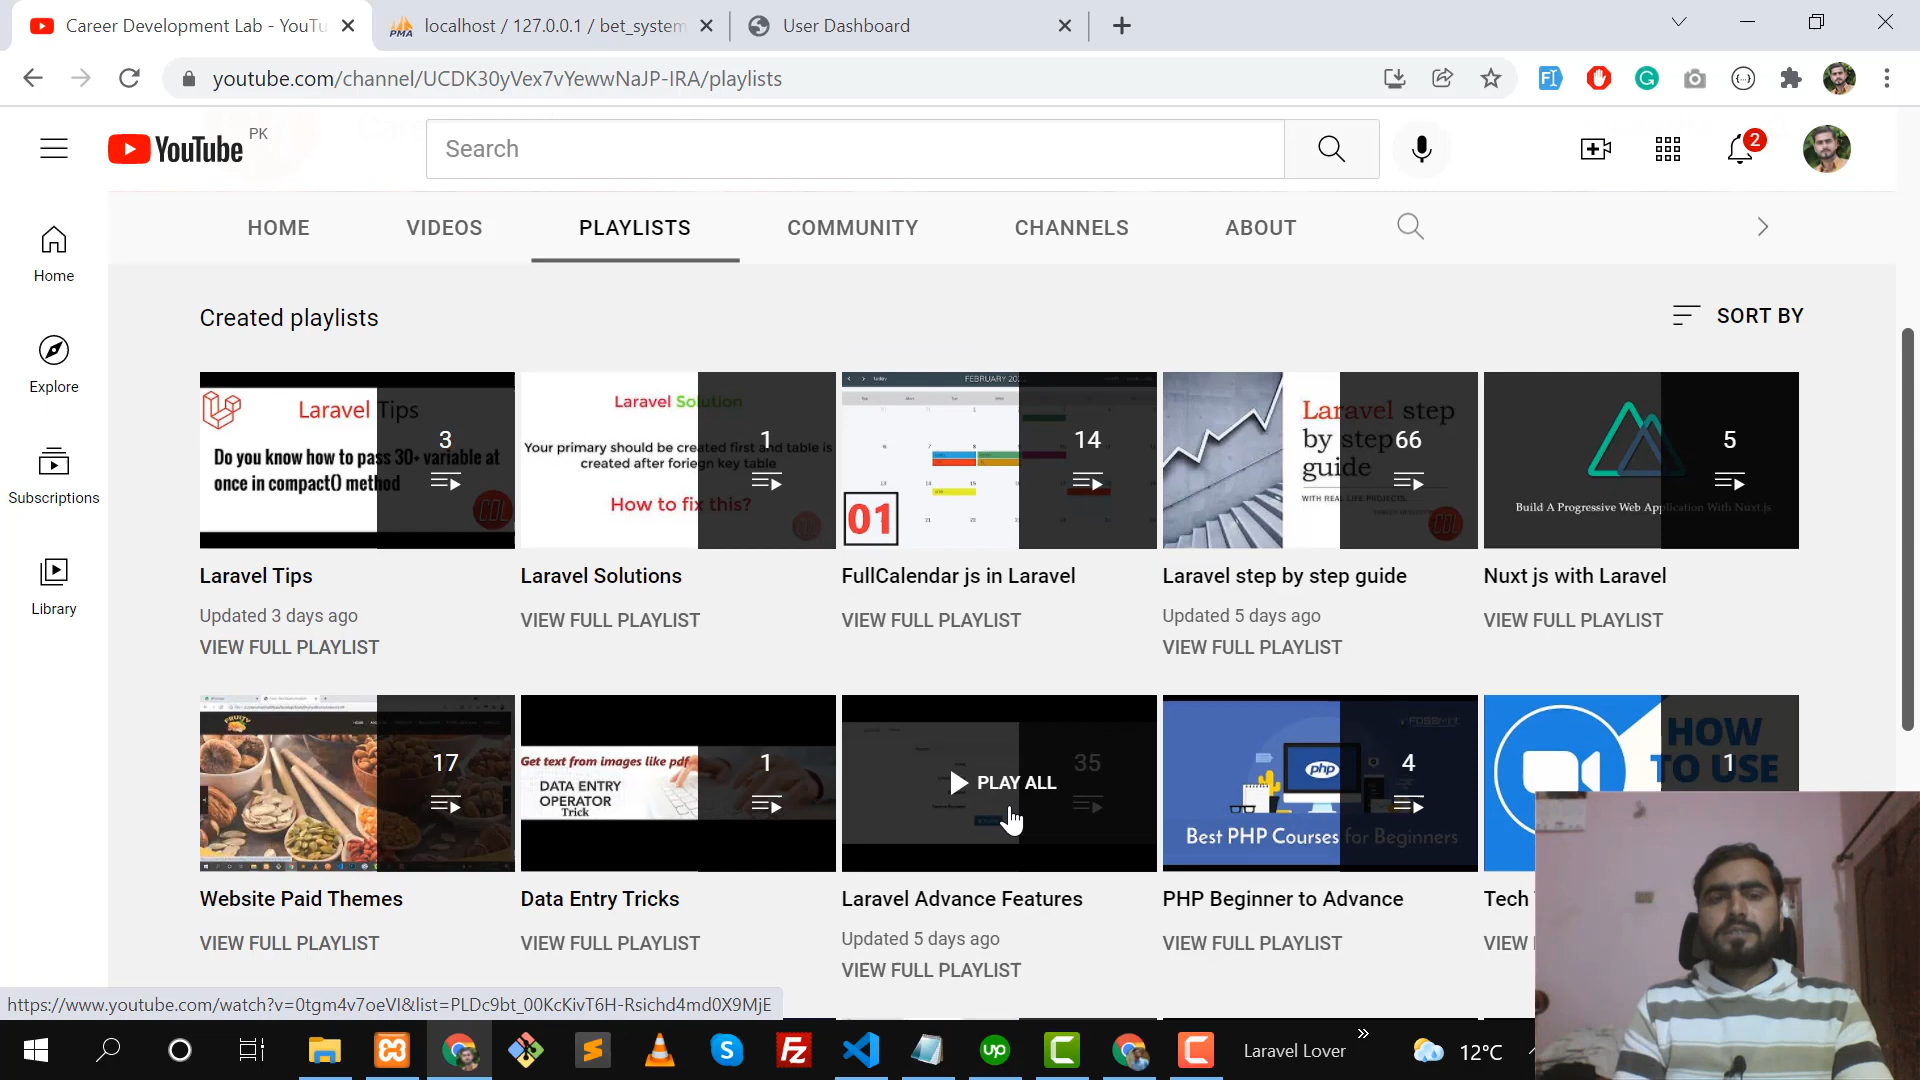 Career Development Lab - YouTu
localhost / 127.0.0.1 / bet_system
User Dashboard
youtube.com/channel/UCDK30yVex7vYewwNaJP-IRA/playlists
YouTube PK
Search
2
HOME
VIDEOS
PLAYLISTS
COMMUNITY
CHANNELS
ABOUT
Home
Explore
Subscriptions
Library
Created playlists
SORT BY
Laravel Tips
Do you know how to pass 30+ variable at
once in compact() method
3
Laravel Solution
Your primary should be created first and table is
created after foriegn key table
How to fix this?
1
FEBRUARY 20
01
14
Laravel step
by step
guide
WITH REAL LIFE PROJECTS.
66
5
Build A Progressive Web Application With Nuxt.js
Laravel Tips
Updated 3 days ago
VIEW FULL PLAYLIST
Laravel Solutions
VIEW FULL PLAYLIST
FullCalendar js in Laravel
VIEW FULL PLAYLIST
Laravel step by step guide
Updated 5 days ago
VIEW FULL PLAYLIST
Nuxt js with Laravel
VIEW FULL PLAYLIST
FRUITY
17
Get text from images like pdf
DATA ENTRY
OPERATOR
Trick
1
PLAY ALL
35
php
4
Best PHP Courses for Beginners
HOW
TO USE
1
Website Paid Themes
VIEW FULL PLAYLIST
Data Entry Tricks
VIEW FULL PLAYLIST
Laravel Advance Features
Updated 5 days ago
VIEW FULL PLAYLIST
PHP Beginner to Advance
VIEW FULL PLAYLIST
Tech
VIEW
https://www.youtube.com/watch?v=0tgm4v7oeVI&list=PLDc9bt_00KcKivT6H-Rsichd4md0X9MjE
Laravel Lover
12°C